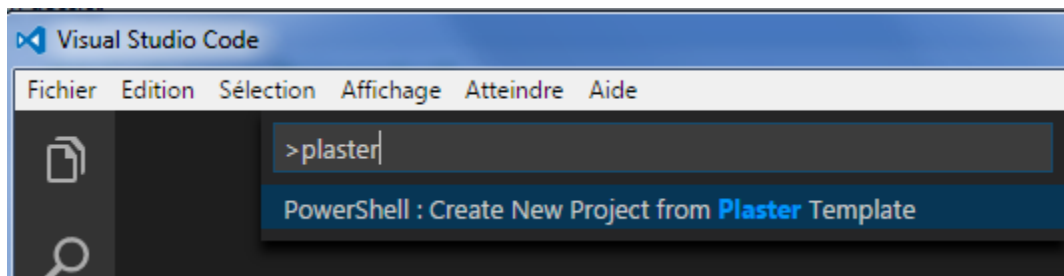 Visual Studio Code
Fichier Edition Sélection Affichage Atteindre Aide
>plaster
PowerShell : Create New Project from Plaster Template